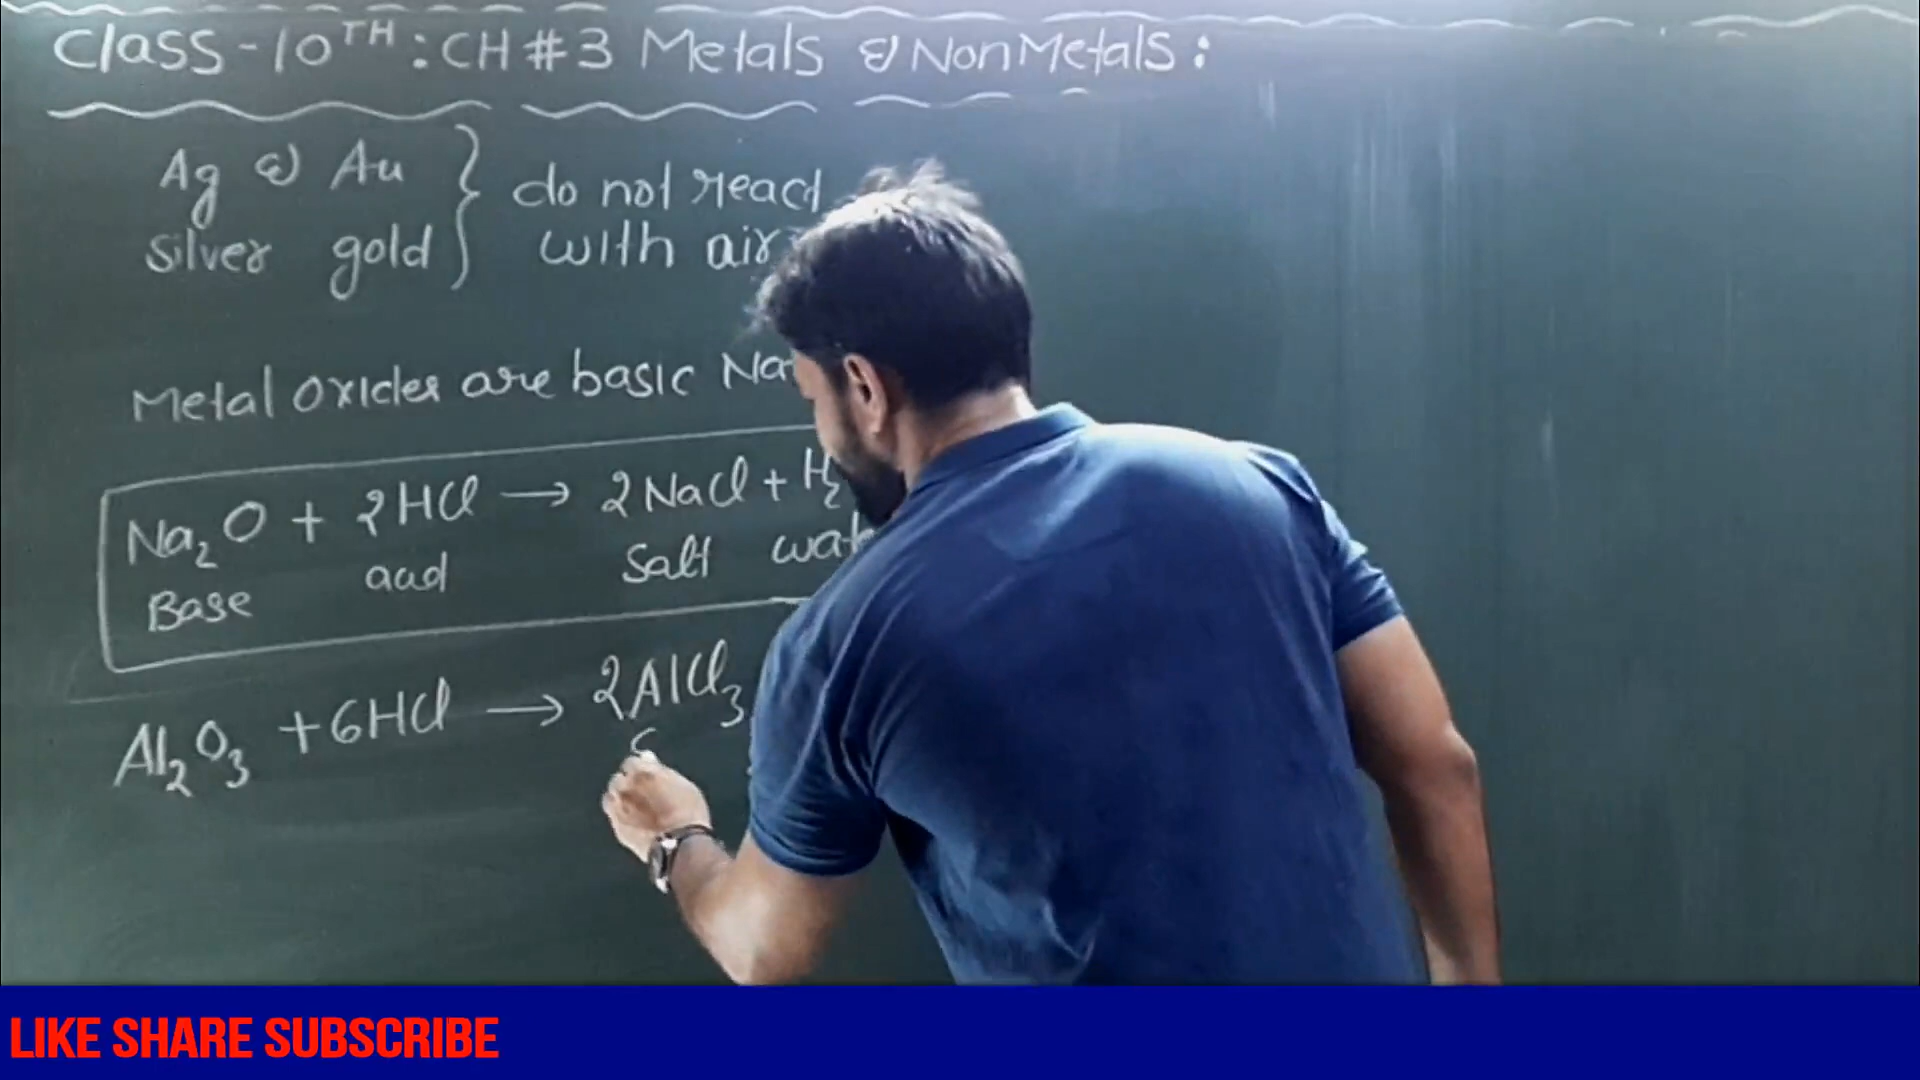 Class-10TH: CH#3 Metals & NonMetals:
Ag & Au } do not react
silver gold with air
Metal oxides are basic Na
Na₂O + 2HCl → 2NaCl + H₂
Base acid salt wat
Al₂O₃ + 6HCl → 2AlCl₃
LIKE SHARE SUBSCRIBE